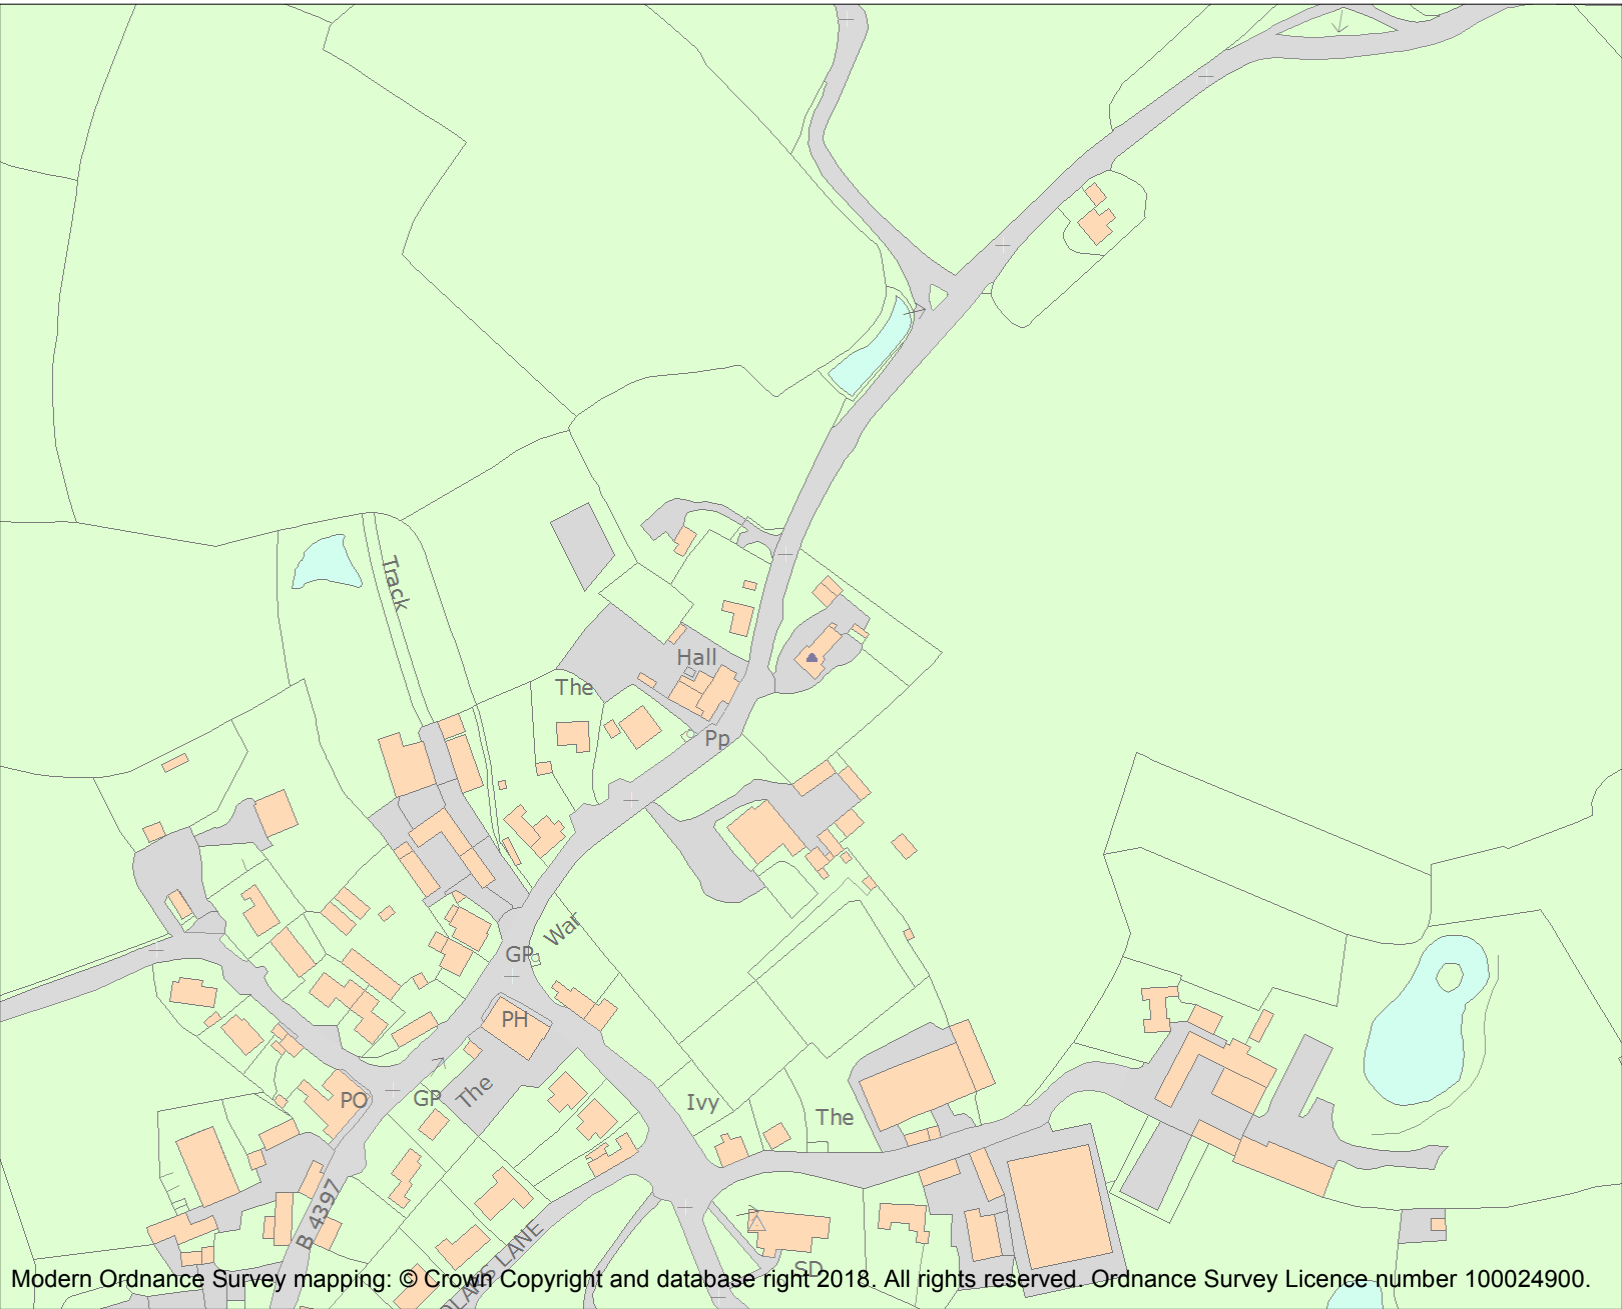 Track
Hall
The
Pp
War
GP
PH
PO
GP
The
Ivy
The
B 4397
LANE
SD
Modern Ordnance Survey mapping: © Crown Copyright and database right 2018. All rights reserved. Ordnance Survey Licence number 100024900.